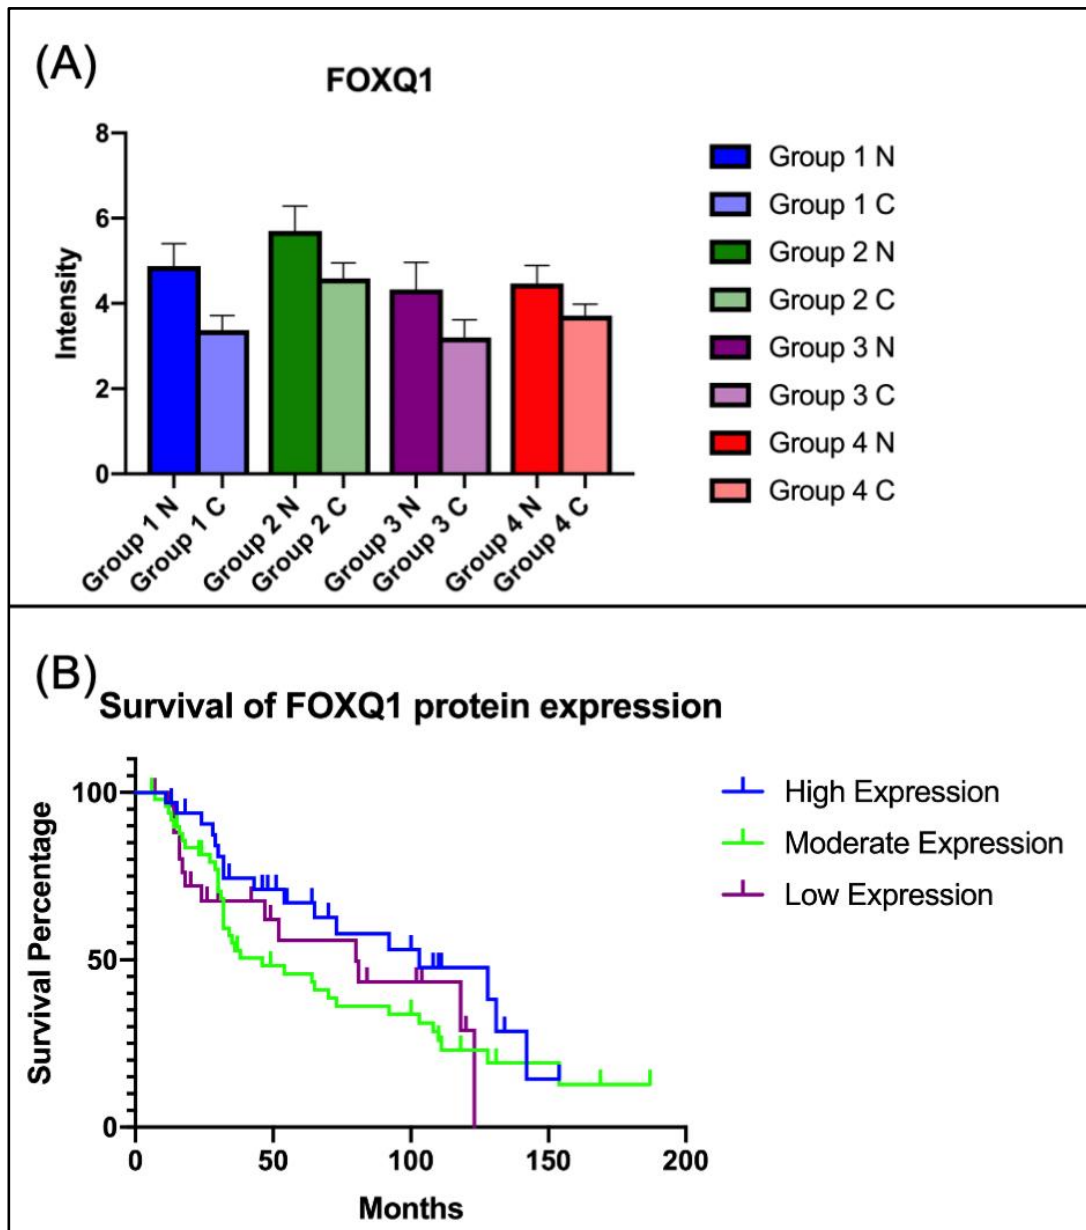 (A)
FOXQ1
8
6
4
2
0
Intensity
Group 1 N
Group 1 C
Group 2 N
Group 2 C
Group 3 N
Group 3 C
Group 4 N
Group 4 C
Group 1 N
Group 1 C
Group 2 N
Group 2 C
Group 3 N
Group 3 C
Group 4 N
Group 4 C
(B)
Survival of FOXQ1 protein expression
100
50
0
Survival Percentage
0 50 100 150 200
Months
High Expression
Moderate Expression
Low Expression